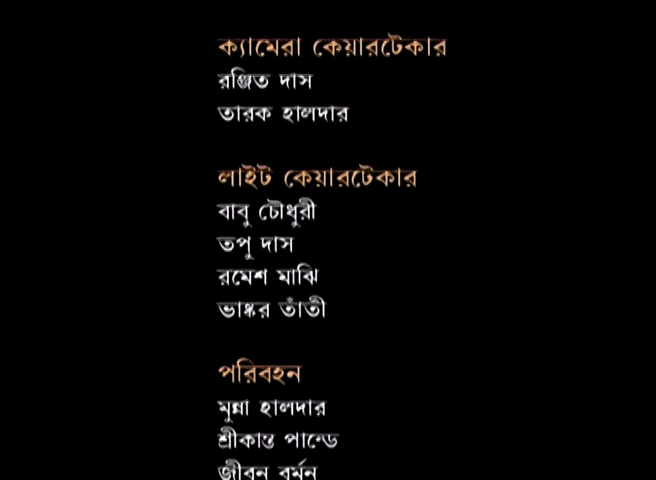 ক্যামেরা কেয়ারটেকার
রঞ্জিত দাস
তারক হালদার
লাইট কেয়ারটেকার
বাবু চৌধুরী
তপু দাস
রমেশ মাঝি
ভাষ্কর তাঁতী
পরিবহন
মুন্না হালদার
শ্রীকান্ত পান্ডে
জীবন বর্মন